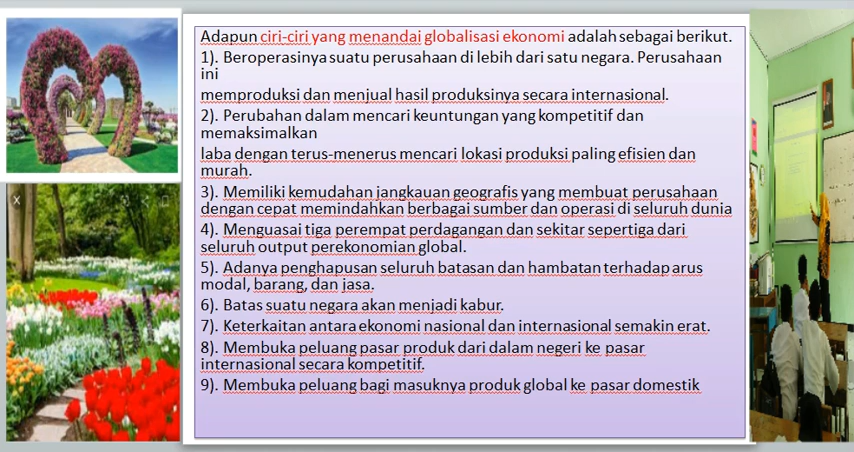 Adapun ciri-ciri yang menandai globalisasi ekonomi adalah sebagai berikut.
1). Beroperasinya suatu perusahaan di lebih dari satu negara. Perusahaan
ini
memproduksi dan menjual hasil produksinya secara internasional.
2). Perubahan dalam mencari keuntungan yang kompetitif dan
memaksimalkan
laba dengan terus-menerus mencari lokasi produksi paling efisien dan
murah.
3). Memiliki kemudahan jangkauan geografis yang membuat perusahaan
dengan cepat memindahkan berbagai sumber dan operasi di seluruh dunia
4). Menguasai tiga perempat perdagangan dan sekitar sepertiga dari
seluruh output perekonomian global.
5). Adanya penghapusan seluruh batasan dan hambatan terhadap arus
modal, barang, dan jasa.
6). Batas suatu negara akan menjadi kabur.
7). Keterkaitan antara ekonomi nasional dan internasional semakin erat.
8). Membuka peluang pasar produk dari dalam negeri ke pasar
internasional secara kompetitif.
9). Membuka peluang bagi masuknya produk global ke pasar domestik